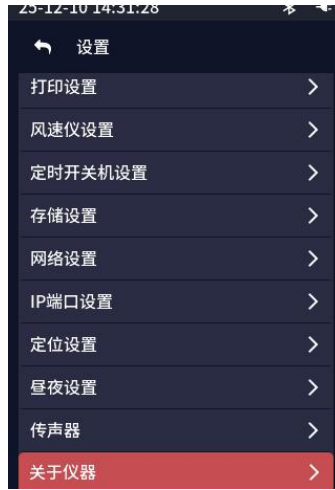 25-12-10 14:31:28
设置
打印设置
风速仪设置
定时开关机设置
存储设置
网络设置
IP端口设置
定位设置
昼夜设置
传声器
关于仪器